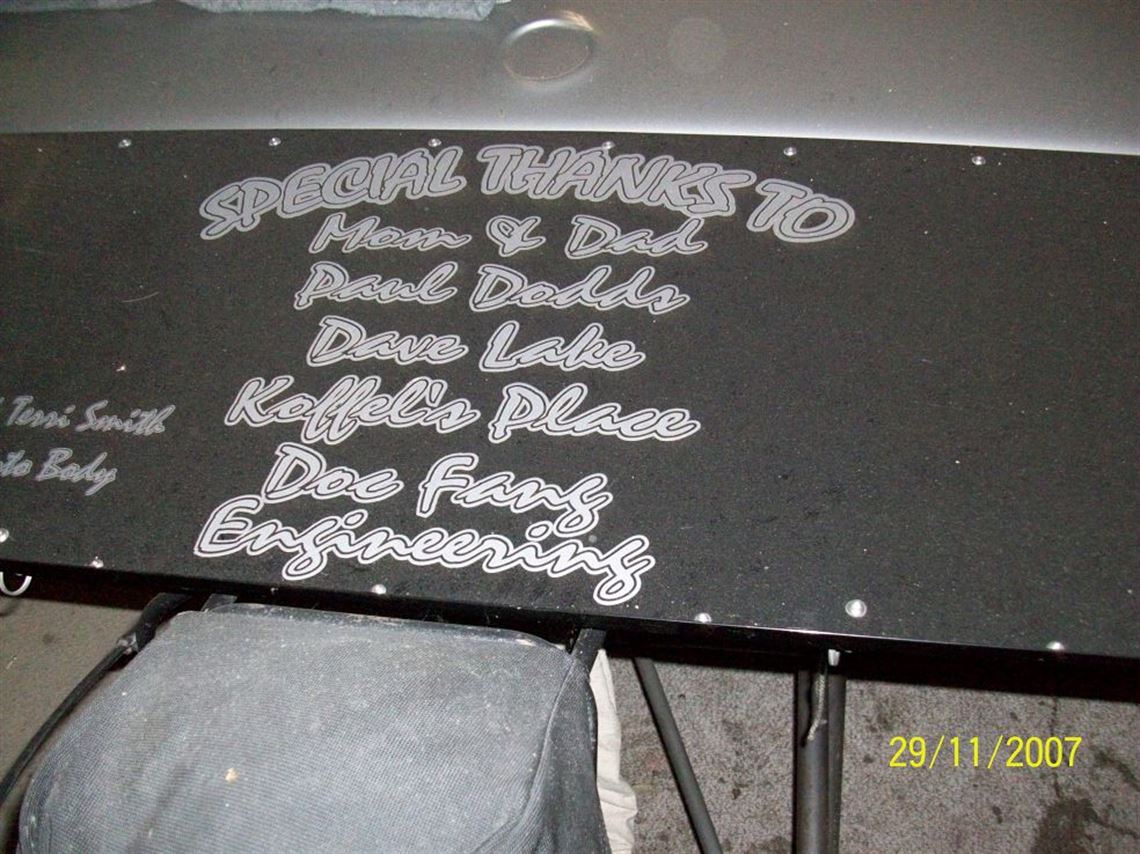 SPECIAL THANKS TO
Mom & Dad
Paul Dodds
Dave Lake
Koffel's Place
Doc Fang
Engineering
Terri Smith
Body
29/11/2007